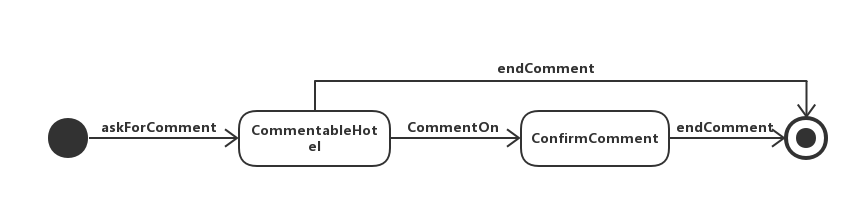 endComment
askForComment
CommentableHot
el
CommentOn
ConfirmComment
endComment